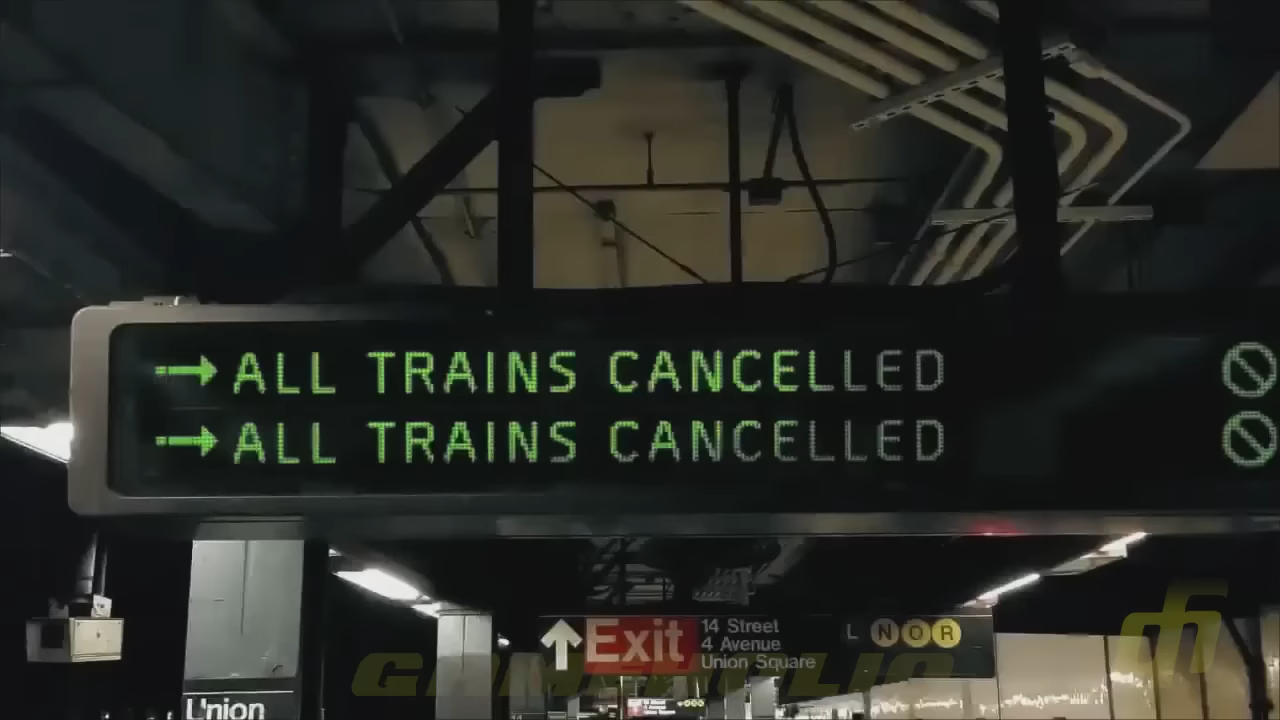 →ALL TRAINS CANCELLED
→ALL TRAINS CANCELLED
↑ Exit
14 Street
4 Avenue
Union Square
L N Q R
Union